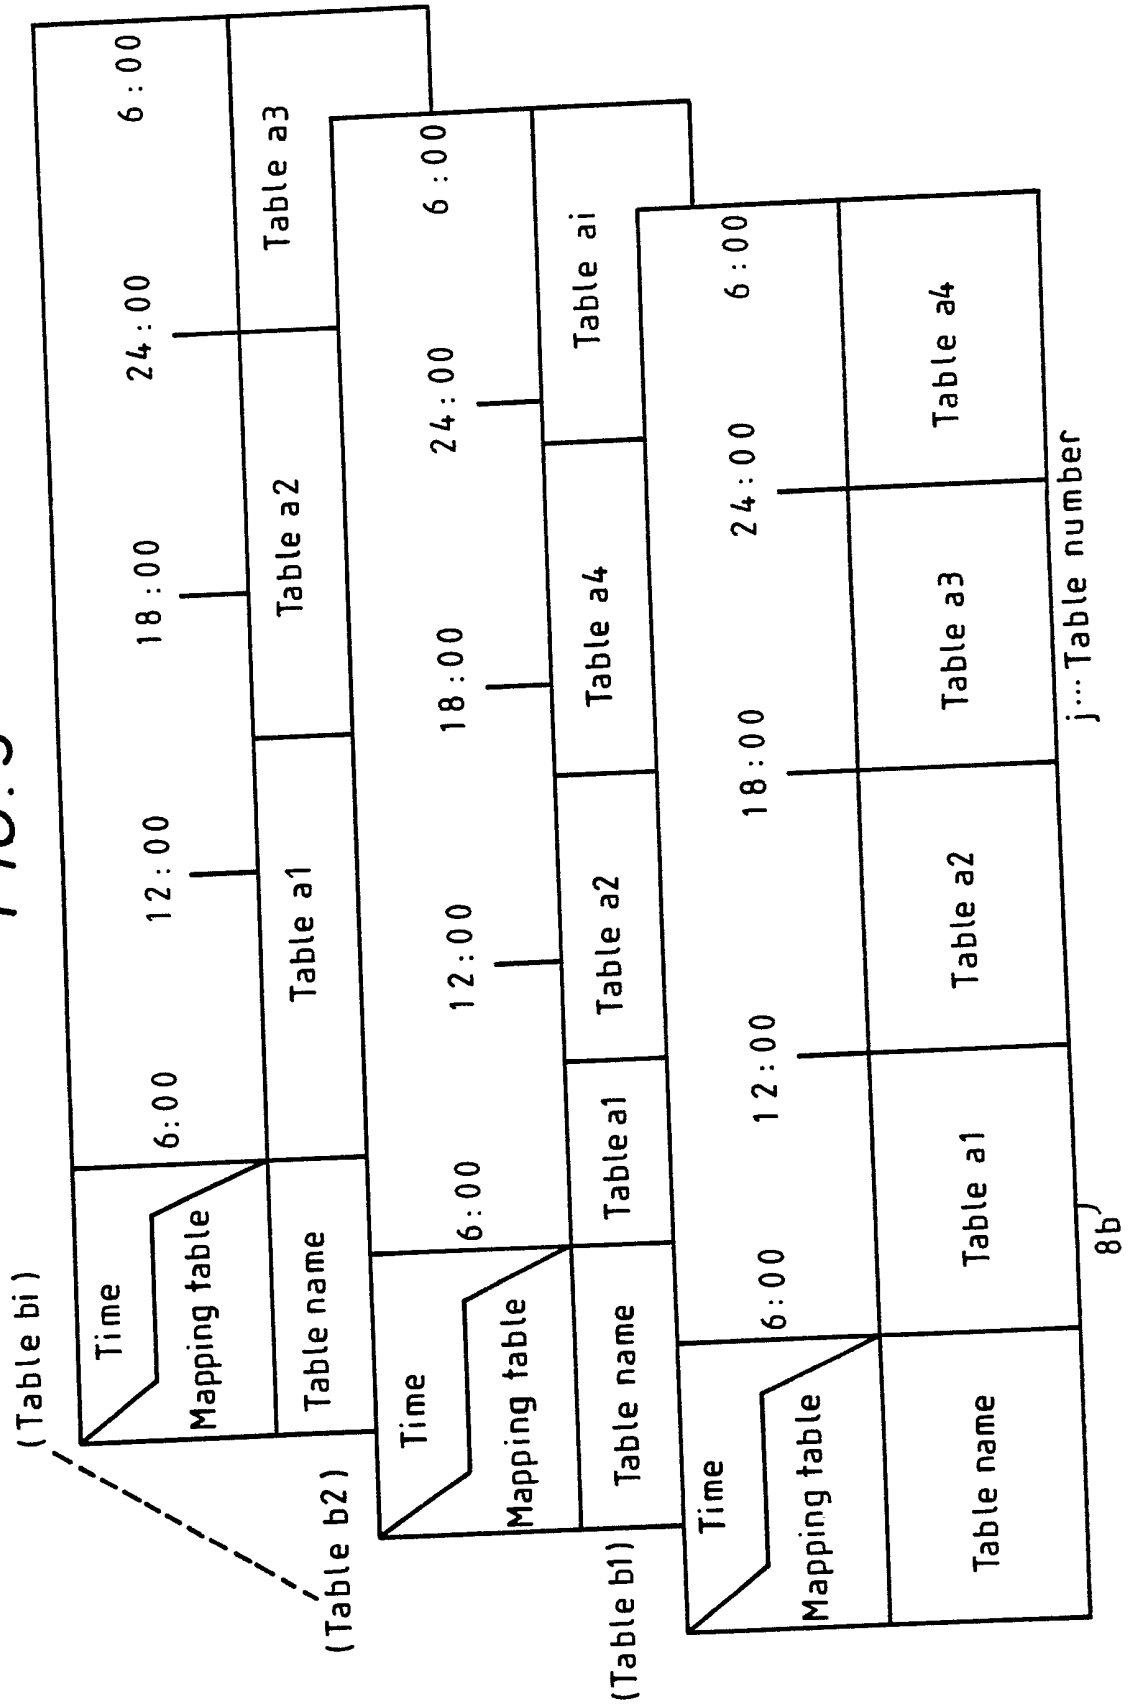 FIG.
(Table bi)
Time
Mapping table
Table name
6:00
12:00
18:00
24:00
6:00
Table a1
Table a2
Table a3
(Table b2)
Time
Mapping table
Table name
6:00
12:00
18:00
24:00
6:00
Table a1
Table a2
Table a4
Table ai
(Table b1)
Time
Mapping table
Table name
6:00
12:00
18:00
24:00
6:00
Table a1
Table a2
Table a3
Table a4
8b
j···Table number